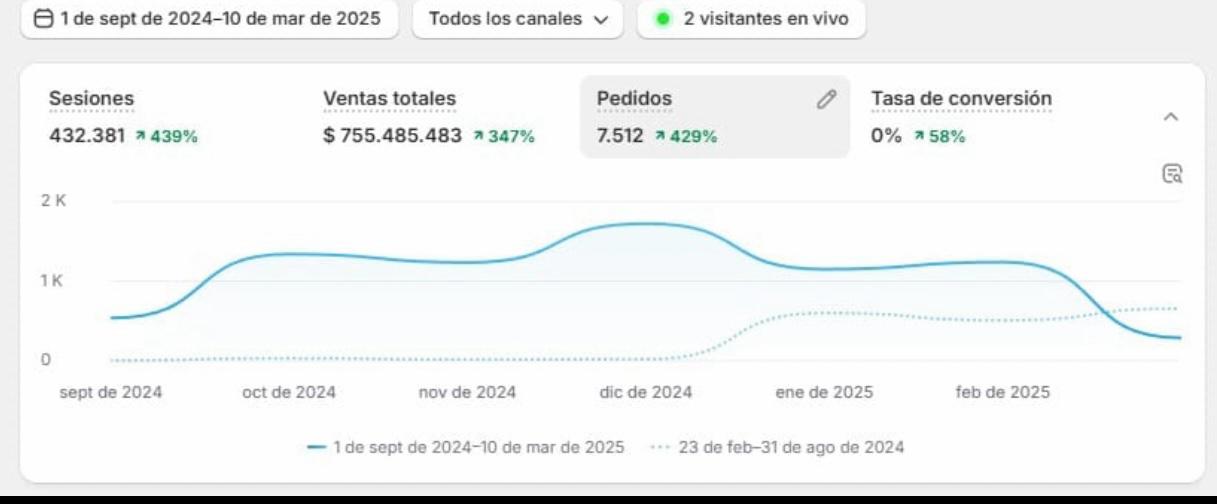 1 de sept de 2024–10 de mar de 2025 Todos los canales 2 visitantes en vivo
Sesiones Ventas totales Pedidos Tasa de conversión
432.381 439% $ 755.485.483 347% 7.512 429% 0% 58%
2 K
1 K
0
sept de 2024 oct de 2024 nov de 2024 dic de 2024 ene de 2025 feb de 2025
1 de sept de 2024–10 de mar de 2025 23 de feb–31 de ago de 2024